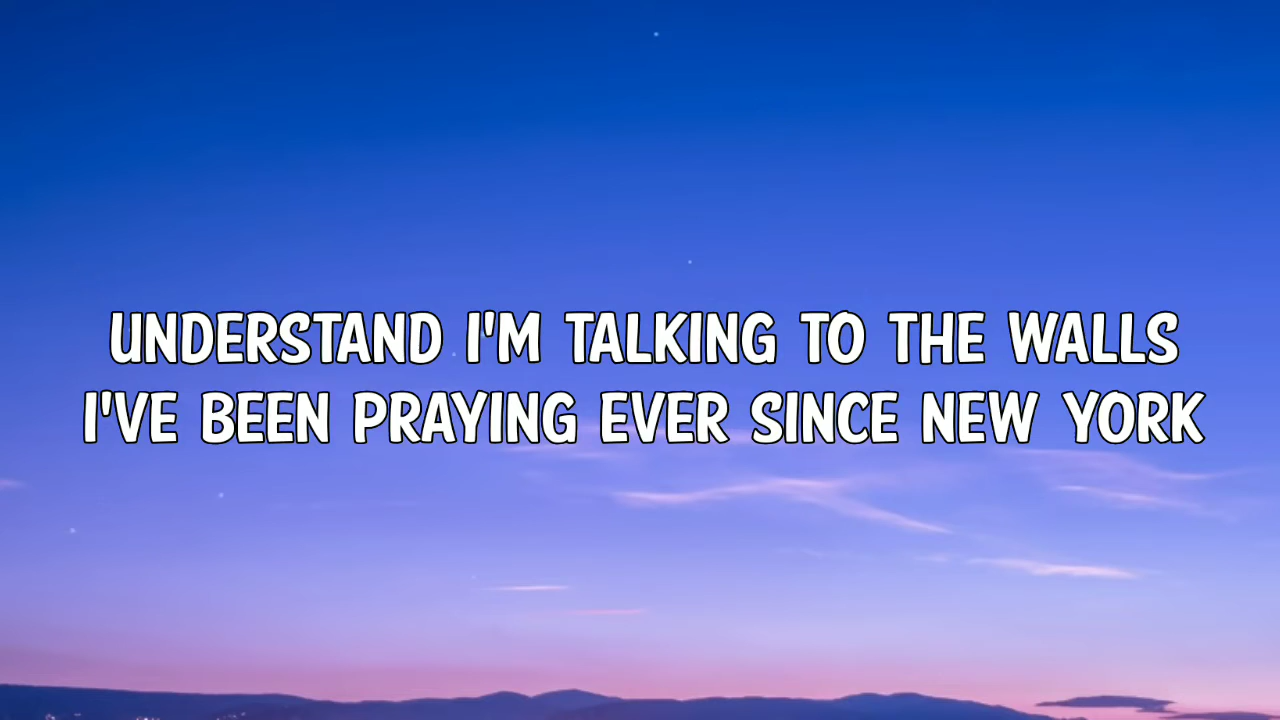 UNDERSTAND I'M TALKING TO THE WALLS
I'VE BEEN PRAYING EVER SINCE NEW YORK